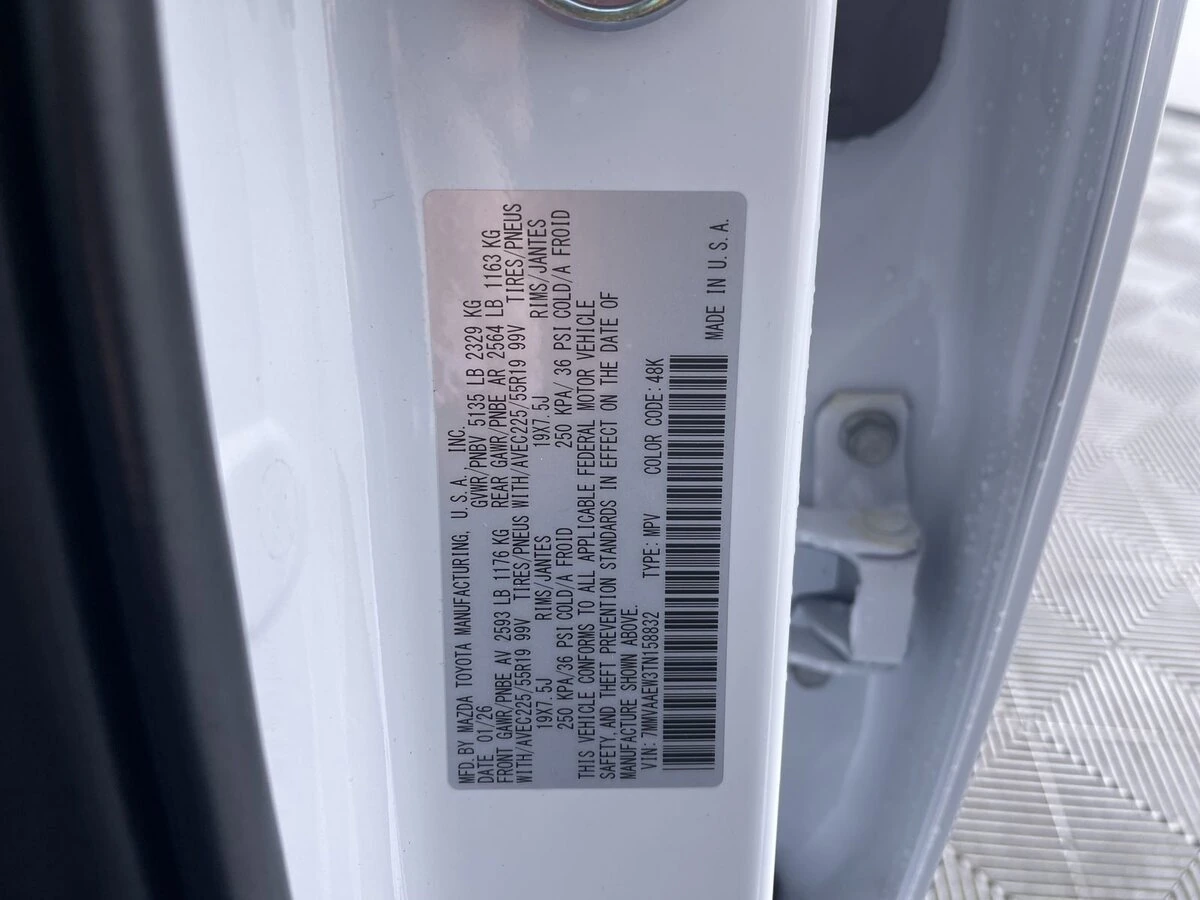 MFD. BY MAZDA TOYOTA MANUFACTURING, U. S. A., INC.
DATE 01/26 GVWR/PNBV 5135 LB 2329 KG
FRONT GAWR/PNBE AV 2593 LB 1176 KG REAR GAWR/PNBE AR 2564 LB 1163 KG
WITH/AVEC225/55R19 99V TIRES/PNEUS WITH/AVEC225/55R19 99V TIRES/PNEUS
19X7.5J RIMS/JANTES 19X7.5J RIMS/JANTES
250 KPA/36 PSI COLD/A FROID 250 KPA/ 36 PSI COLD/A FROID
THIS VEHICLE CONFORMS TO ALL APPLICABLE FEDERAL MOTOR VEHICLE
SAFETY AND THEFT PREVENTION STANDARDS IN EFFECT ON THE DATE OF
MANUFACTURE SHOWN ABOVE.
VIN: 7MMVAAEW3TN158832 TYPE: MPV COLOR CODE: 48K
MADE IN U. S. A.